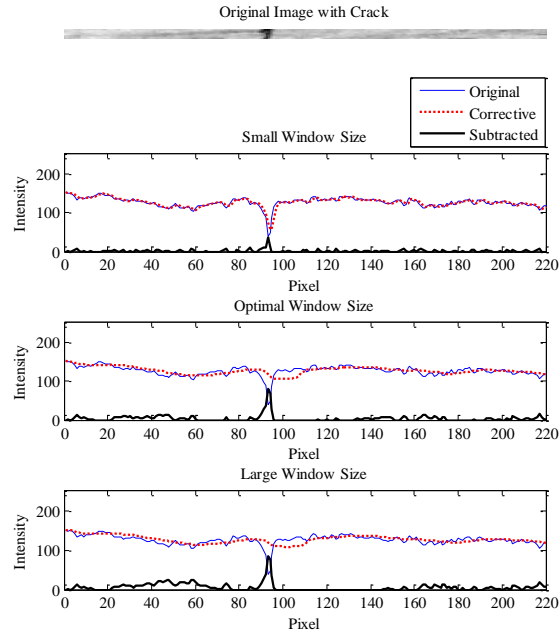 Original Image with Crack
Original
Corrective
Subtracted
Small Window Size
200
100
0
Intensity
0 20 40 60 80 100 120 140 160 180 200 220
Pixel
Optimal Window Size
200
100
0
Intensity
0 20 40 60 80 100 120 140 160 180 200 220
Pixel
Large Window Size
200
100
0
Intensity
0 20 40 60 80 100 120 140 160 180 200 220
Pixel